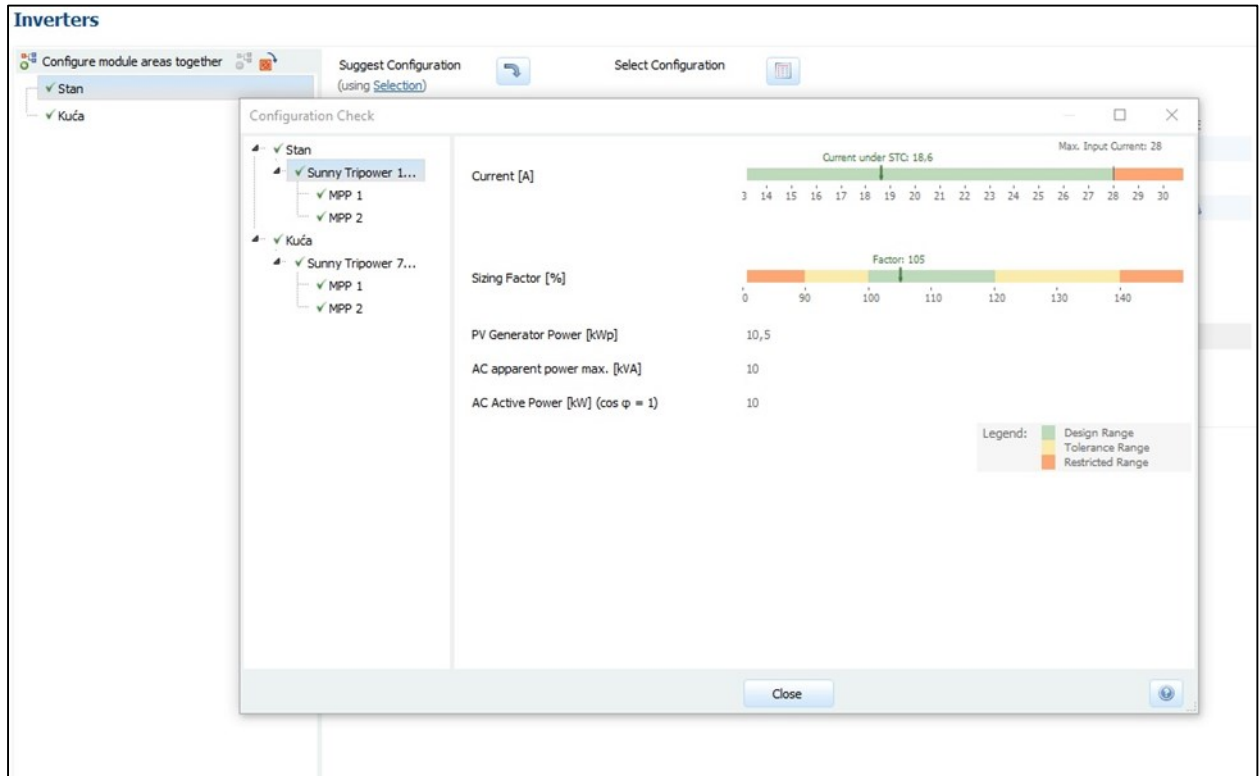 Inverters
Configure module areas together
Stan
Kuća
Suggest Configuration
(using Selection)
Select Configuration
Configuration Check
Stan
Sunny Tripower 1...
MPP 1
MPP 2
Kuća
Sunny Tripower 7...
MPP 1
MPP 2
Current [A]
Current under STC: 18,6
Max. Input Current: 28
3 14 15 16 17 18 19 20 21 22 23 24 25 26 27 28 29 30
Sizing Factor [%]
Factor: 105
0 90 100 110 120 130 140
PV Generator Power [kWp] 10,5
AC apparent power max. [kVA] 10
AC Active Power [kW] (cos φ = 1) 10
Legend: Design Range
Tolerance Range
Restricted Range
Close